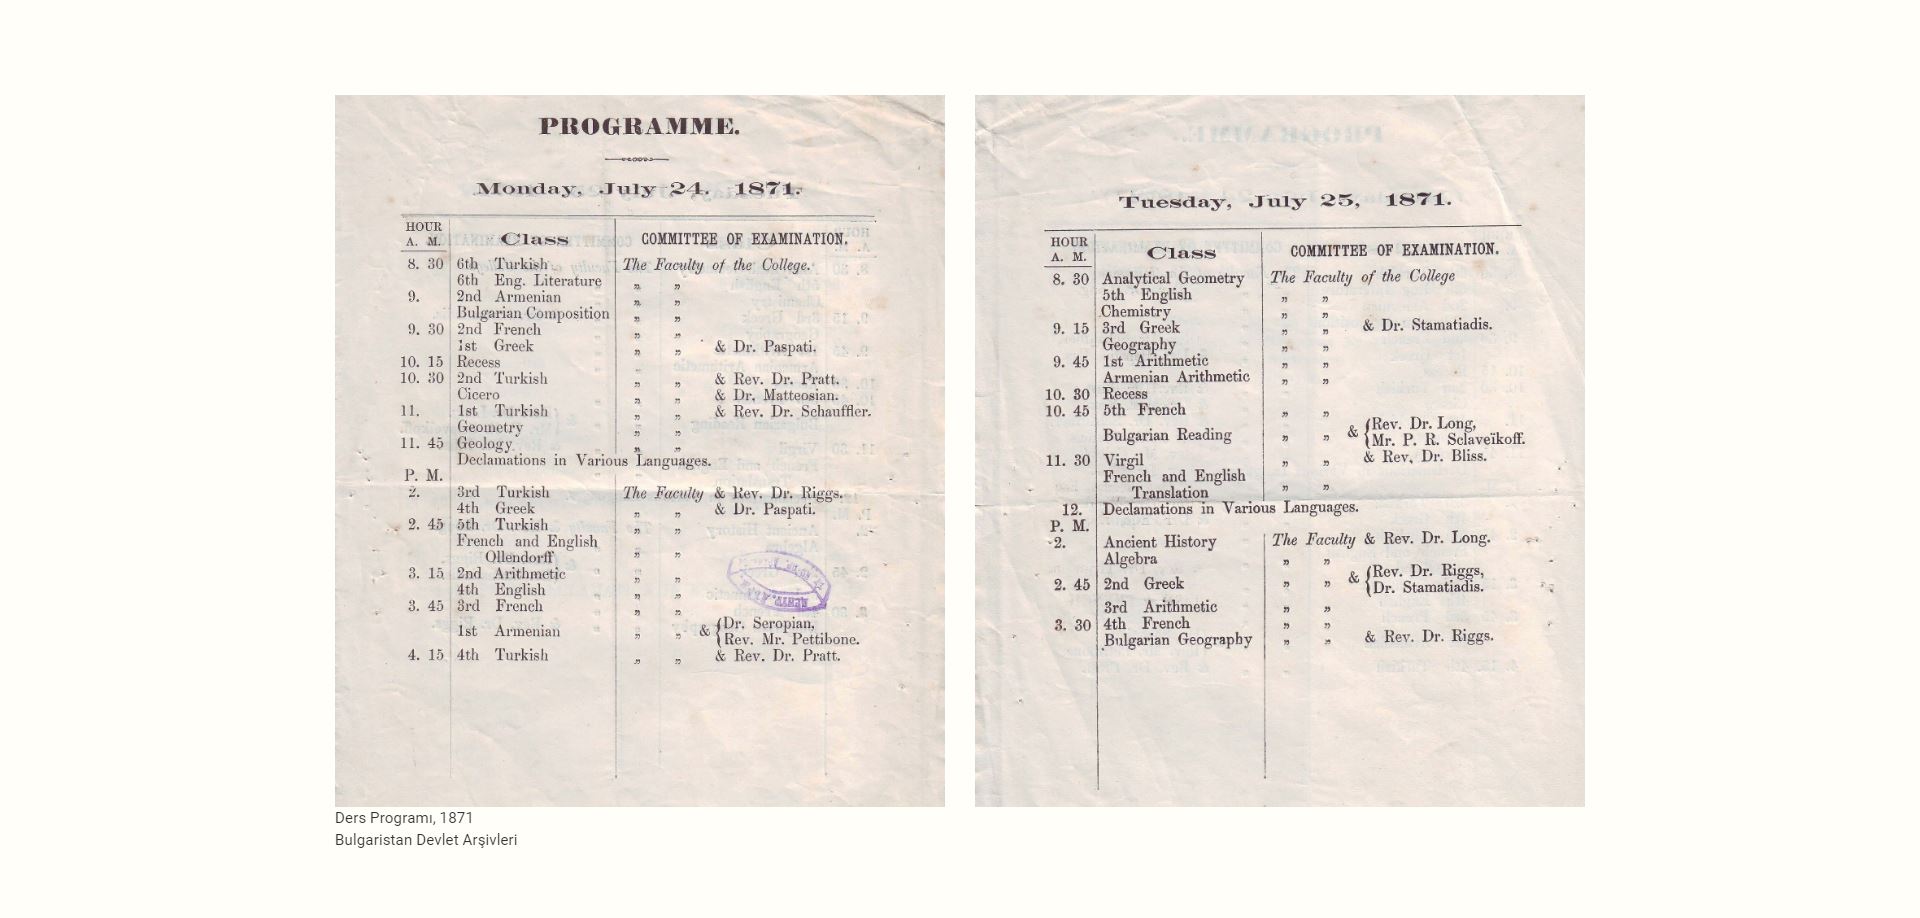 PROGRAMME.
Monday, July 24. 1871.
HOUR
A. M.
Class
COMMITTEE OF EXAMINATION.
8. 30 6th Turkish The Faculty of the College.
6th Eng. Literature „ „
9. 2nd Armenian „ „
Bulgarian Composition „ „
9. 30 2nd French „ „
1st Greek „ „ & Dr. Paspati.
10. 15 Recess
10. 30 2nd Turkish „ „ & Rev. Dr. Pratt.
Cicero „ „ & Dr. Matteosian.
11. 1st Turkish „ „ & Rev. Dr. Schauffler.
Geometry „ „
11. 45 Geology „ „
Declamations in Various Languages.
P. M.
2. 3rd Turkish The Faculty & Rev. Dr. Riggs.
4th Greek „ „ & Dr. Paspati.
2. 45 5th Turkish „ „
French and English
Ollendorff „ „
3. 15 2nd Arithmetic „ „
4th English „ „
3. 45 3rd French „ „
1st Armenian „ „ & {Dr. Seropian,
Rev. Mr. Pettibone.
4. 15 4th Turkish „ „ & Rev. Dr. Pratt.
Tuesday, July 25, 1871.
HOUR
A. M.
Class
COMMITTEE OF EXAMINATION.
8. 30 Analytical Geometry The Faculty of the College
5th English „ „
Chemistry „ „
9. 15 3rd Greek „ „ & Dr. Stamatiadis.
Geography „ „
9. 45 1st Arithmetic „ „
Armenian Arithmetic „ „
10. 30 Recess
10. 45 5th French „ „
Bulgarian Reading „ „ & {Rev. Dr. Long,
Mr. P. R. Sclaveïkoff.
11. 30 Virgil „ „ & Rev, Dr. Bliss.
French and English
Translation „ „
12. Declamations in Various Languages.
P. M.
2. Ancient History The Faculty & Rev. Dr. Long.
Algebra „ „
2. 45 2nd Greek „ „ & {Rev. Dr. Riggs,
Dr. Stamatiadis.
3rd Arithmetic „ „
3. 30 4th French „ „
Bulgarian Geography „ „ & Rev. Dr. Riggs.
Ders Programı, 1871
Bulgaristan Devlet Arşivleri